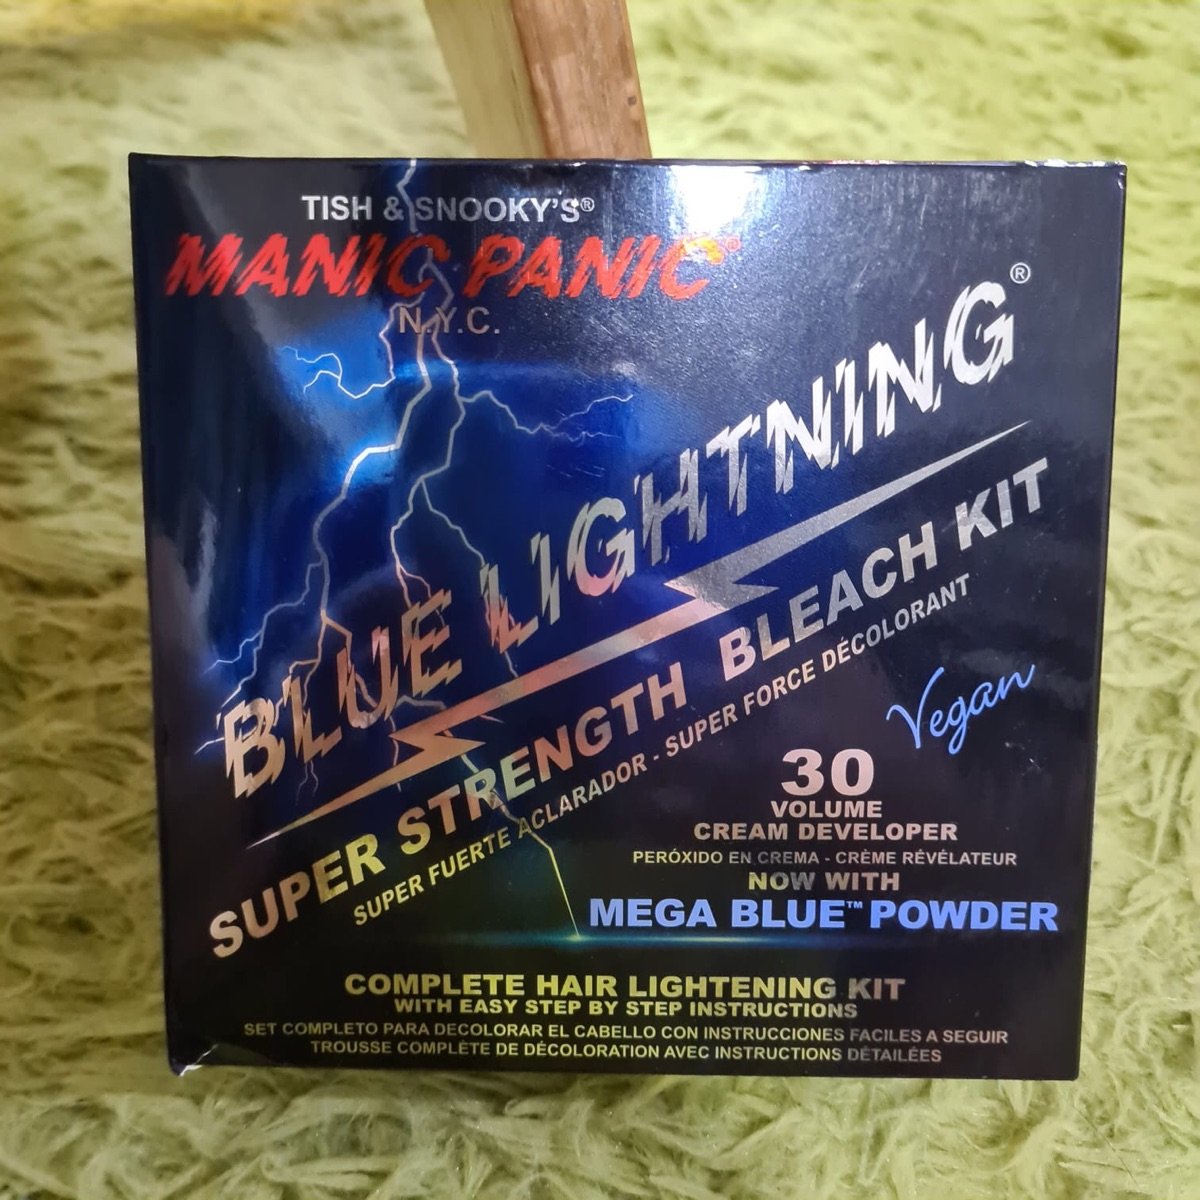 TISH & SNOOKY'S®
MANIC PANIC®
N.Y.C.
BLUE LIGHTNING®
SUPER STRENGTH BLEACH KIT
SUPER FUERTE ACLARADOR - SUPER FORCE DÉCOLORANT
Vegan
30
VOLUME
CREAM DEVELOPER
PERÓXIDO EN CREMA - CRÈME RÉVÉLATEUR
NOW WITH
MEGA BLUE™ POWDER
COMPLETE HAIR LIGHTENING KIT
WITH EASY STEP BY STEP INSTRUCTIONS
SET COMPLETO PARA DECOLORAR EL CABELLO CON INSTRUCCIONES FACILES A SEGUIR
TROUSSE COMPLÈTE DE DÉCOLORATION AVEC INSTRUCTIONS DÉTAILÉES